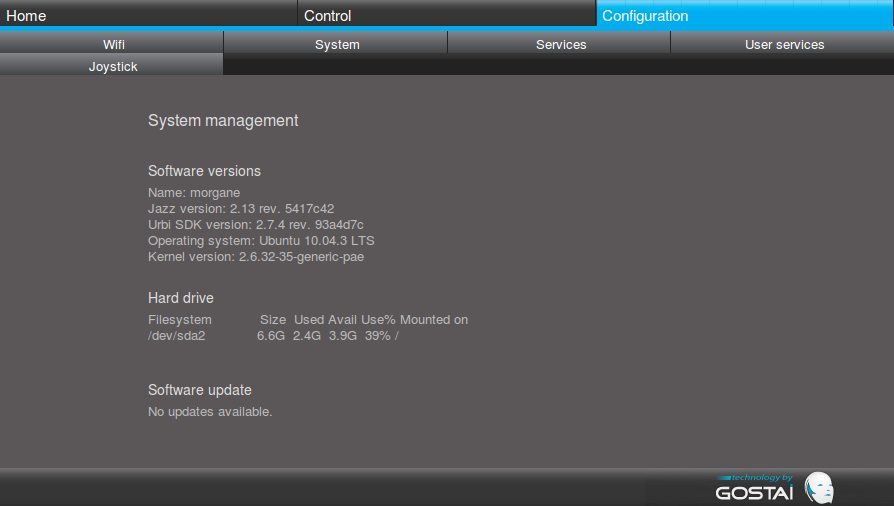 Home
Control
Configuration
Wifi
System
Services
User services
Joystick
System management
Software versions
Name: morgane
Jazz version: 2.13 rev. 5417c42
Urbi SDK version: 2.7.4 rev. 93a4d7c
Operating system: Ubuntu 10.04.3 LTS
Kernel version: 2.6.32-35-generic-pae
Hard drive
Filesystem Size Used Avail Use% Mounted on
/dev/sda2 6.6G 2.4G 3.9G 39% /
Software update
No updates available.
technology by
GOSTAI